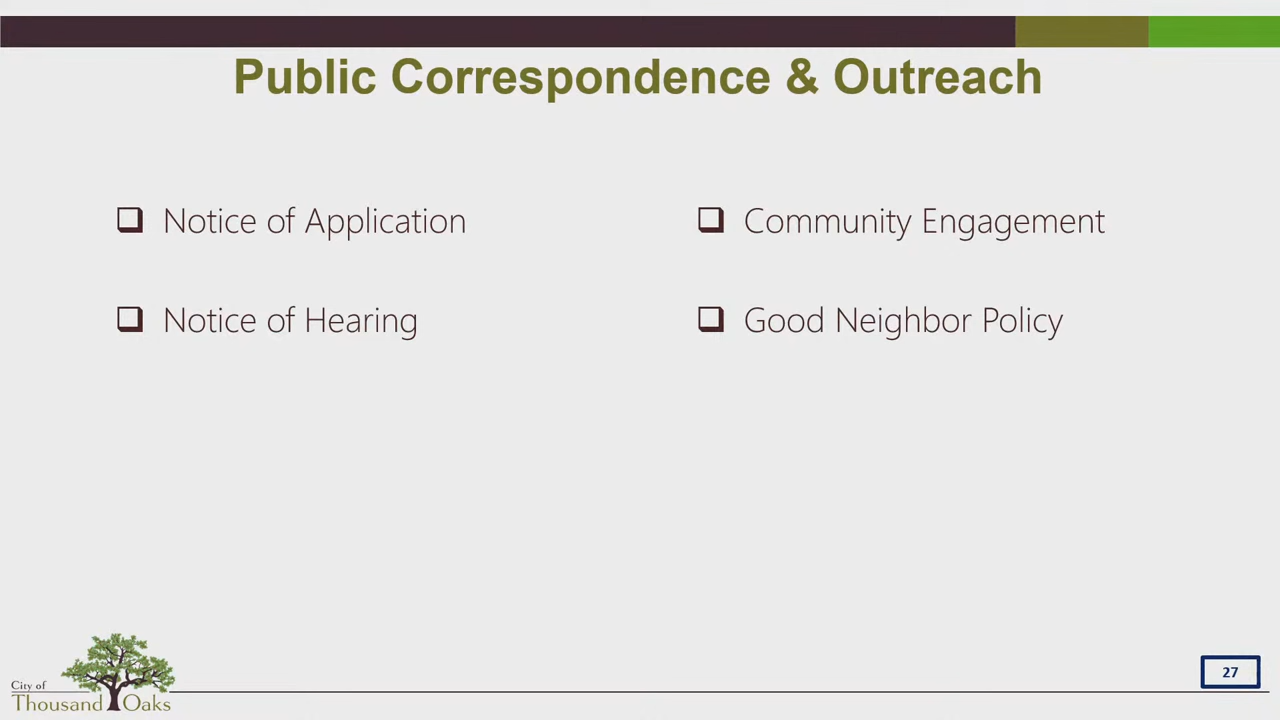 Public Correspondence & Outreach
Notice of Application
Notice of Hearing
Community Engagement
Good Neighbor Policy
City of
Thousand Oaks
27